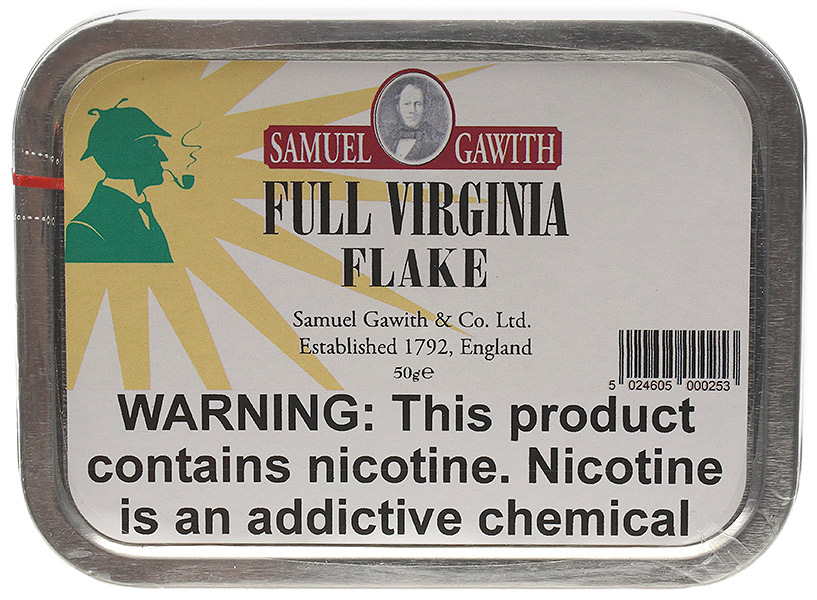 SAMUEL GAWITH
FULL VIRGINIA
FLAKE
Samuel Gawith & Co. Ltd.
Established 1792, England
50g℮
5 024605 000253
WARNING: This product
contains nicotine. Nicotine
is an addictive chemical